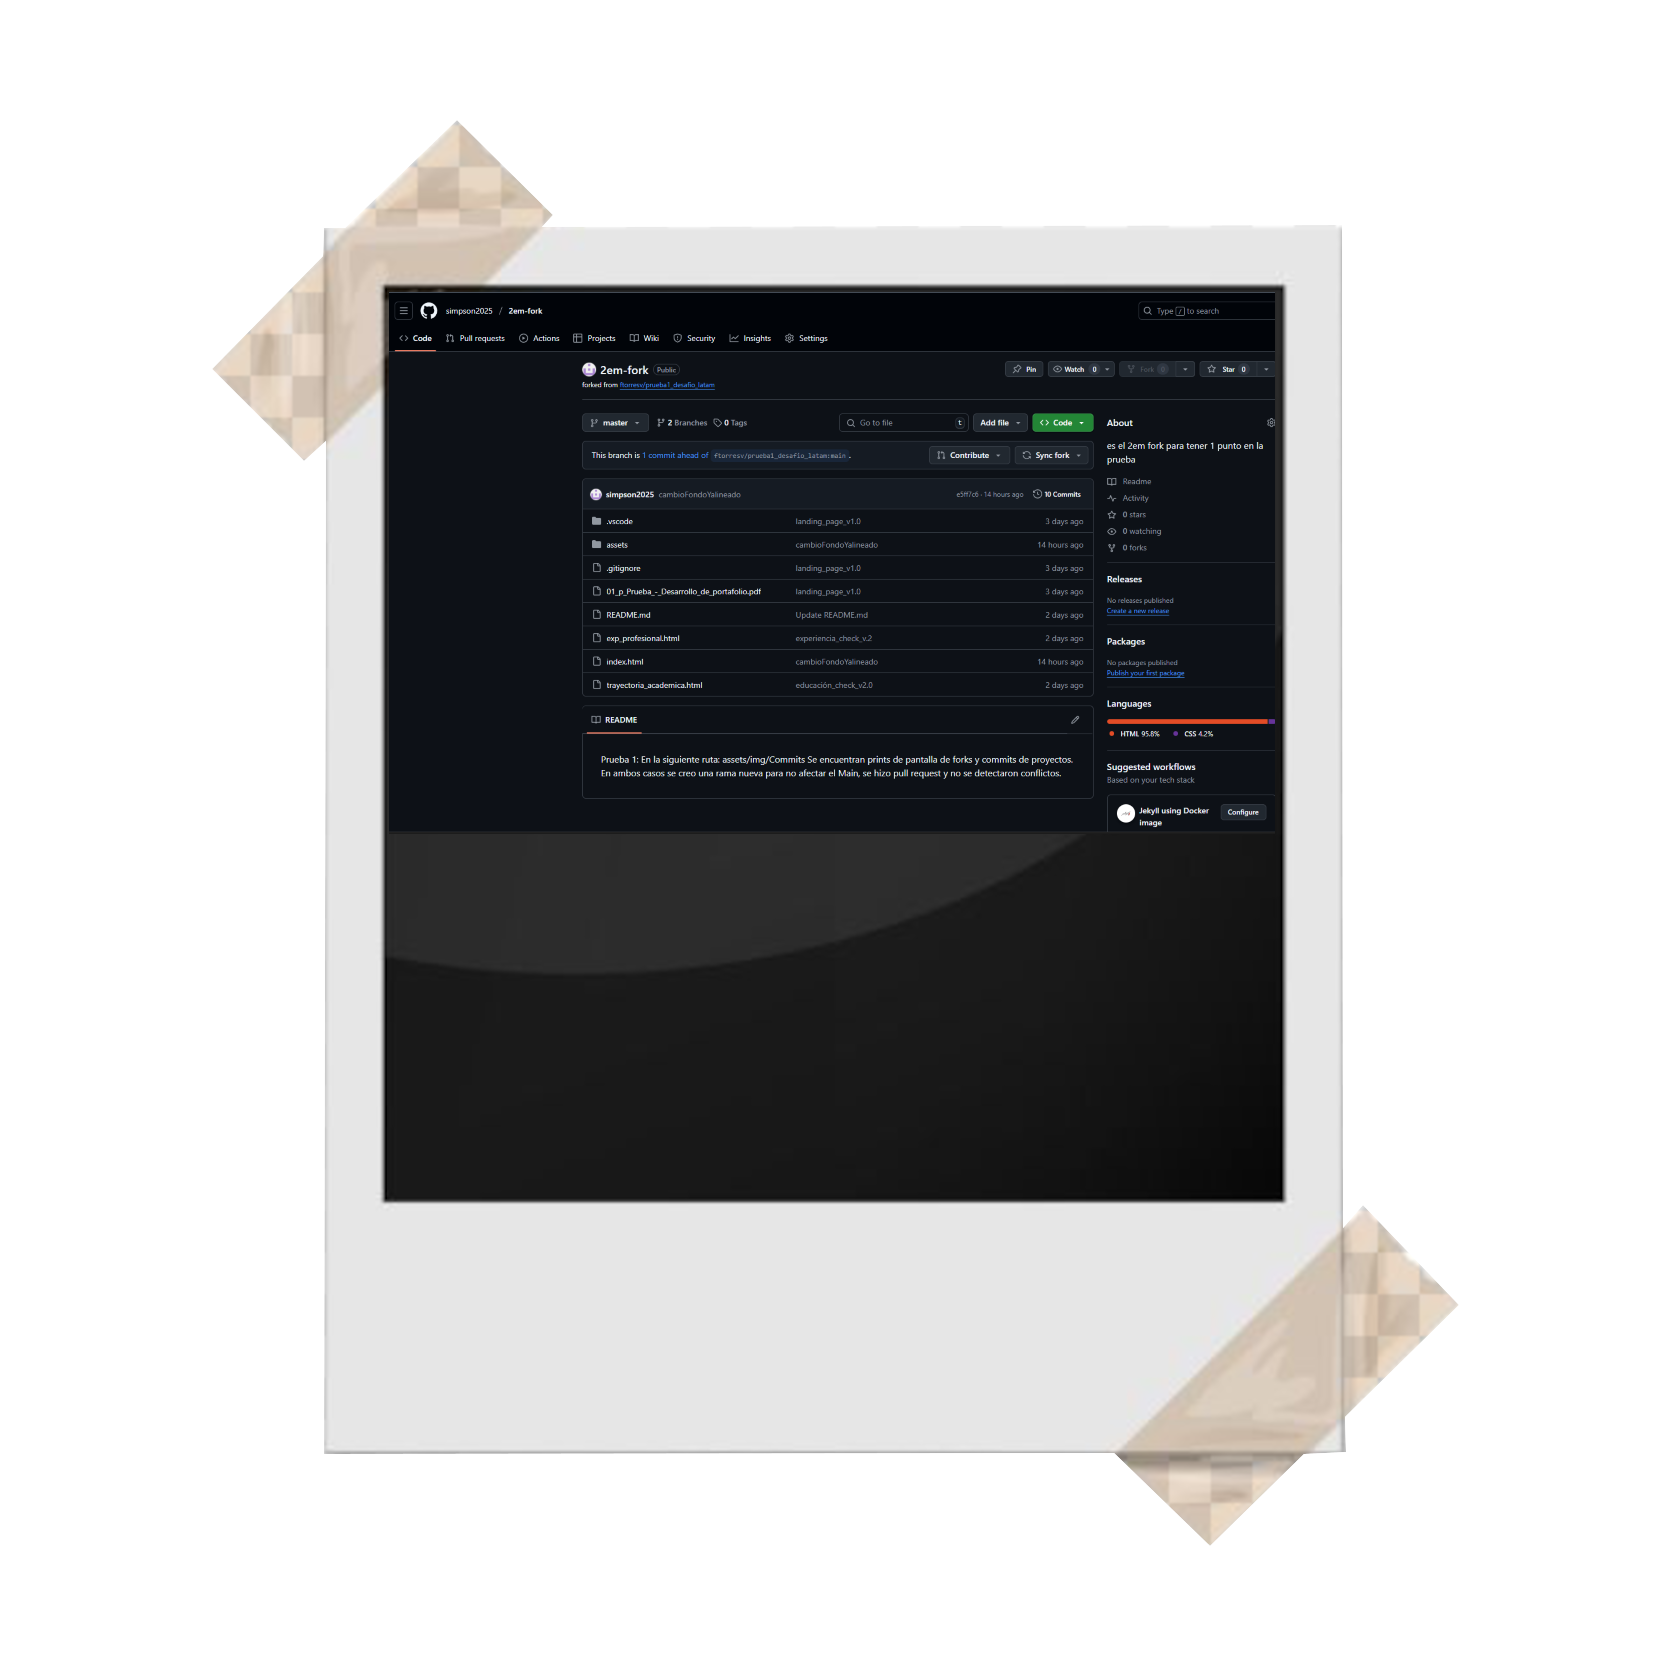 simpson2025 / 2em-fork
Type / to search
Code Pull requests Actions Projects Wiki Security Insights Settings
2em-fork Public
Pin Watch 0 Fork 0 Star 0
forked from ftorresv/prueba1_desafio_latam
master 2 Branches 0 Tags Go to file t Add file Code
This branch is 1 commit ahead of ftorresv/prueba1_desafio_latam:main.
Contribute Sync fork
simpson2025 cambioFondoYalineado e5ff7c6 · 14 hours ago 10 Commits
.vscode landing_page_v1.0 3 days ago
assets cambioFondoYalineado 14 hours ago
.gitignore landing_page_v1.0 3 days ago
01_p_Prueba_-_Desarrollo_de_portafolio.pdf landing_page_v1.0 3 days ago
README.md Update README.md 2 days ago
exp_profesional.html experiencia_check_v.2 2 days ago
index.html cambioFondoYalineado 14 hours ago
trayectoria_academica.html educación_check_v2.0 2 days ago
README
Prueba 1: En la siguiente ruta: assets/img/Commits Se encuentran prints de pantalla de forks y commits de proyectos.
En ambos casos se creo una rama nueva para no afectar el Main, se hizo pull request y no se detectaron conflictos.
About
es el 2em fork para tener 1 punto en la
prueba
Readme
Activity
0 stars
0 watching
0 forks
Releases
No releases published
Create a new release
Packages
No packages published
Publish your first package
Languages
HTML 95.8% CSS 4.2%
Suggested workflows
Based on your tech stack
Jekyll using Docker
image
Configure